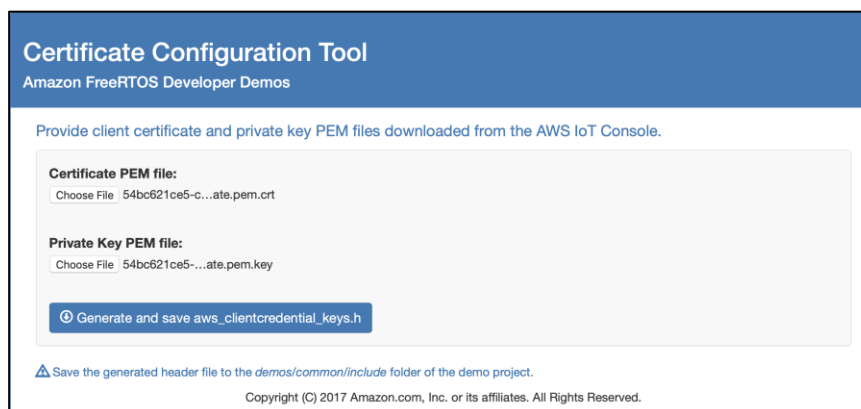 Certificate Configuration Tool
Amazon FreeRTOS Developer Demos
Provide client certificate and private key PEM files downloaded from the AWS IoT Console.
Certificate PEM file:
Choose File 54bc621ce5-c...ate.pem.crt
Private Key PEM file:
Choose File 54bc621ce5-...ate.pem.key
Generate and save aws_clientcredential_keys.h
Save the generated header file to the demos/common/include folder of the demo project.
Copyright (C) 2017 Amazon.com, Inc. or its affiliates. All Rights Reserved.